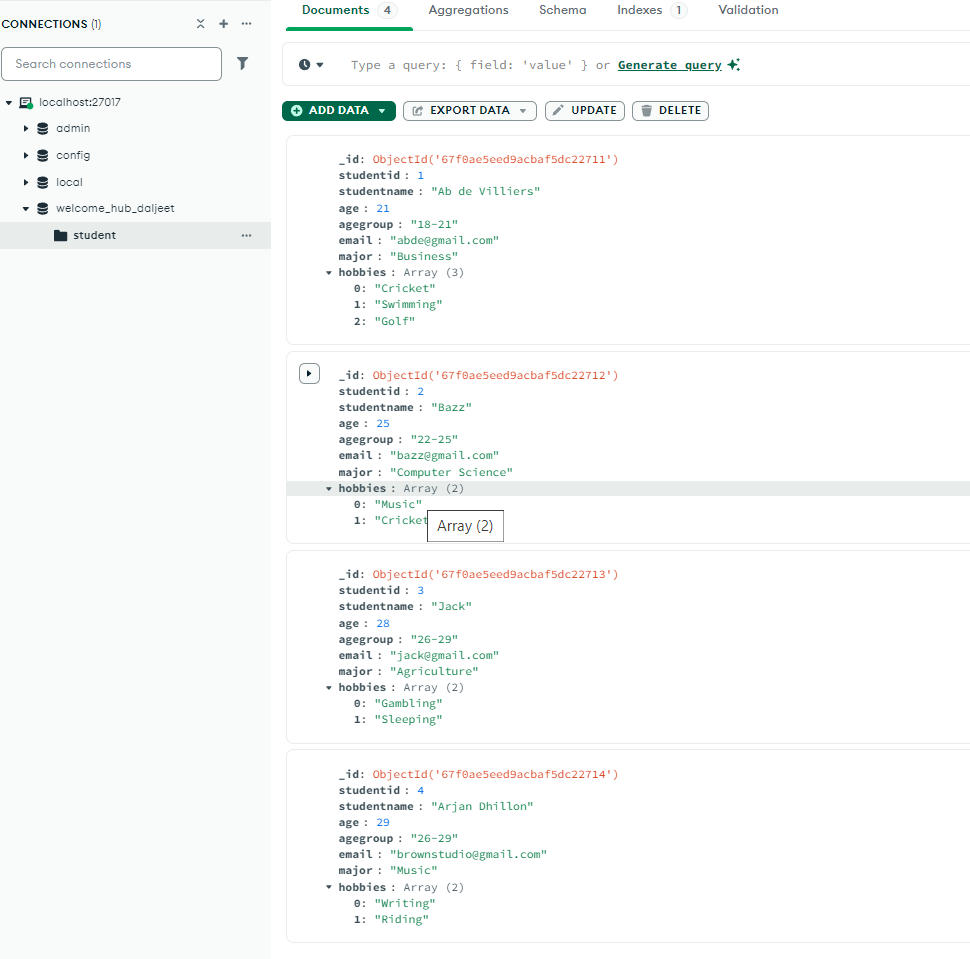 CONNECTIONS (1)
Search connections
localhost:27017
admin
config
local
welcome_hub_daljeet
student
Documents 4 Aggregations Schema Indexes 1 Validation
Type a query: { field: 'value' } or Generate query
ADD DATA EXPORT DATA UPDATE DELETE
_id: ObjectId('67f0ae5eed9acbaf5dc22711')
studentid : 1
studentname : "Ab de Villiers"
age : 21
agegroup : "18-21"
email : "abde@gmail.com"
major : "Business"
hobbies : Array (3)
0: "Cricket"
1: "Swimming"
2: "Golf"
_id: ObjectId('67f0ae5eed9acbaf5dc22712')
studentid : 2
studentname : "Bazz"
age : 25
agegroup : "22-25"
email : "bazz@gmail.com"
major : "Computer Science"
hobbies : Array (2)
0: "Music"
1: "Cricket
Array (2)
_id: ObjectId('67f0ae5eed9acbaf5dc22713')
studentid : 3
studentname : "Jack"
age : 28
agegroup : "26-29"
email : "jack@gmail.com"
major : "Agriculture"
hobbies : Array (2)
0: "Gambling"
1: "Sleeping"
_id: ObjectId('67f0ae5eed9acbaf5dc22714')
studentid : 4
studentname : "Arjan Dhillon"
age : 29
agegroup : "26-29"
email : "brownstudio@gmail.com"
major : "Music"
hobbies : Array (2)
0: "Writing"
1: "Riding"